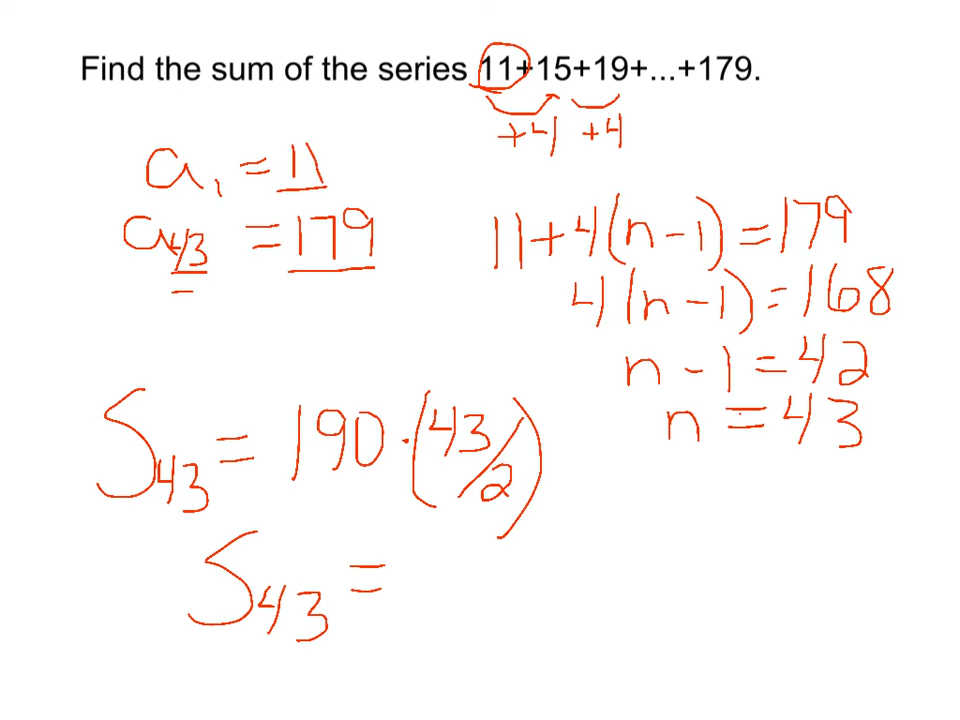 Find the sum of the series 11+15+19+...+179.
+4 +4
a₁ = 11
a₄₃ = 179
11+4(n-1)=179
4(n-1)=168
n-1=42
n=43
S₄₃ = 190·(43/2)
S₄₃ =